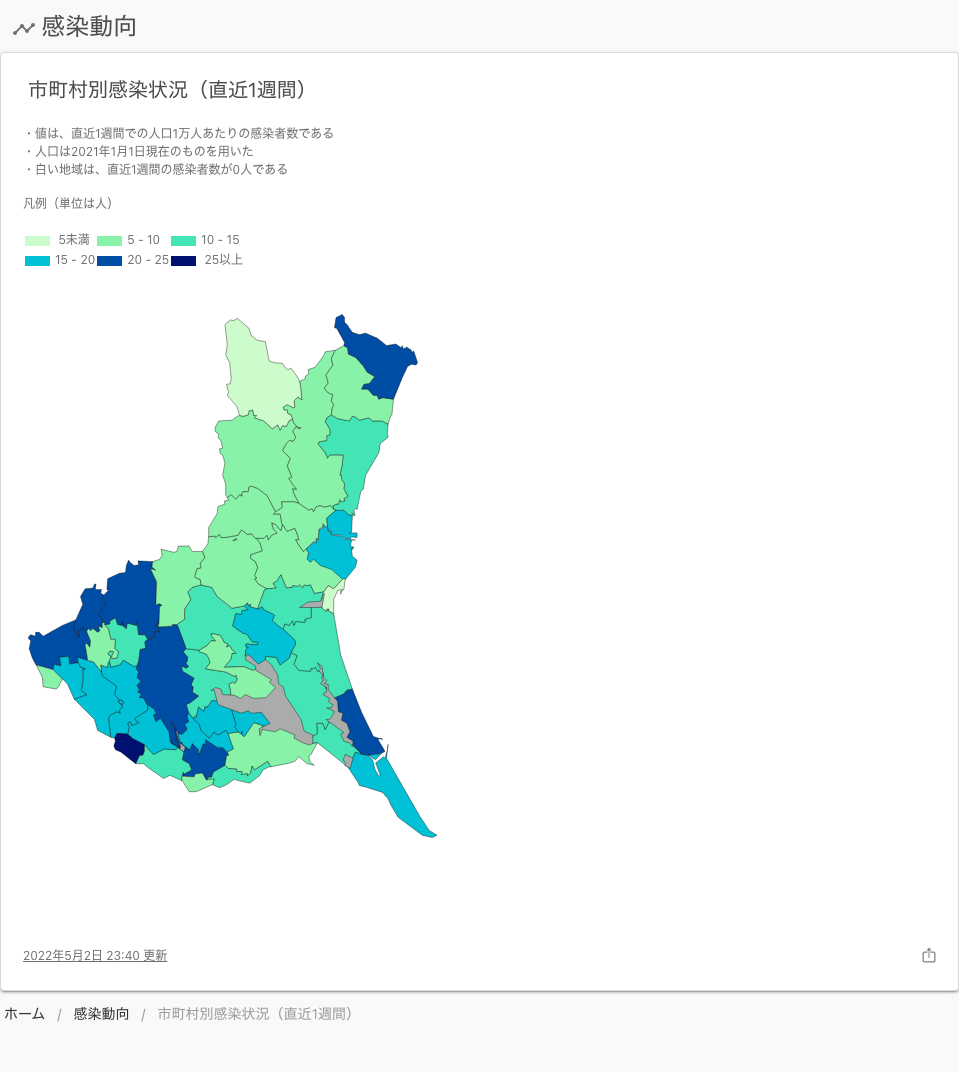 感染動向
市町村別感染状況（直近1週間）
・値は、直近1週間での人口1万人あたりの感染者数である
・人口は2021年1月1日現在のものを用いた
・白い地域は、直近1週間の感染者数が0人である
凡例（単位は人）
5未満 5 - 10 10 - 15
15 - 20 20 - 25 25以上
2022年5月2日 23:40 更新
ホーム / 感染動向 / 市町村別感染状況（直近1週間）